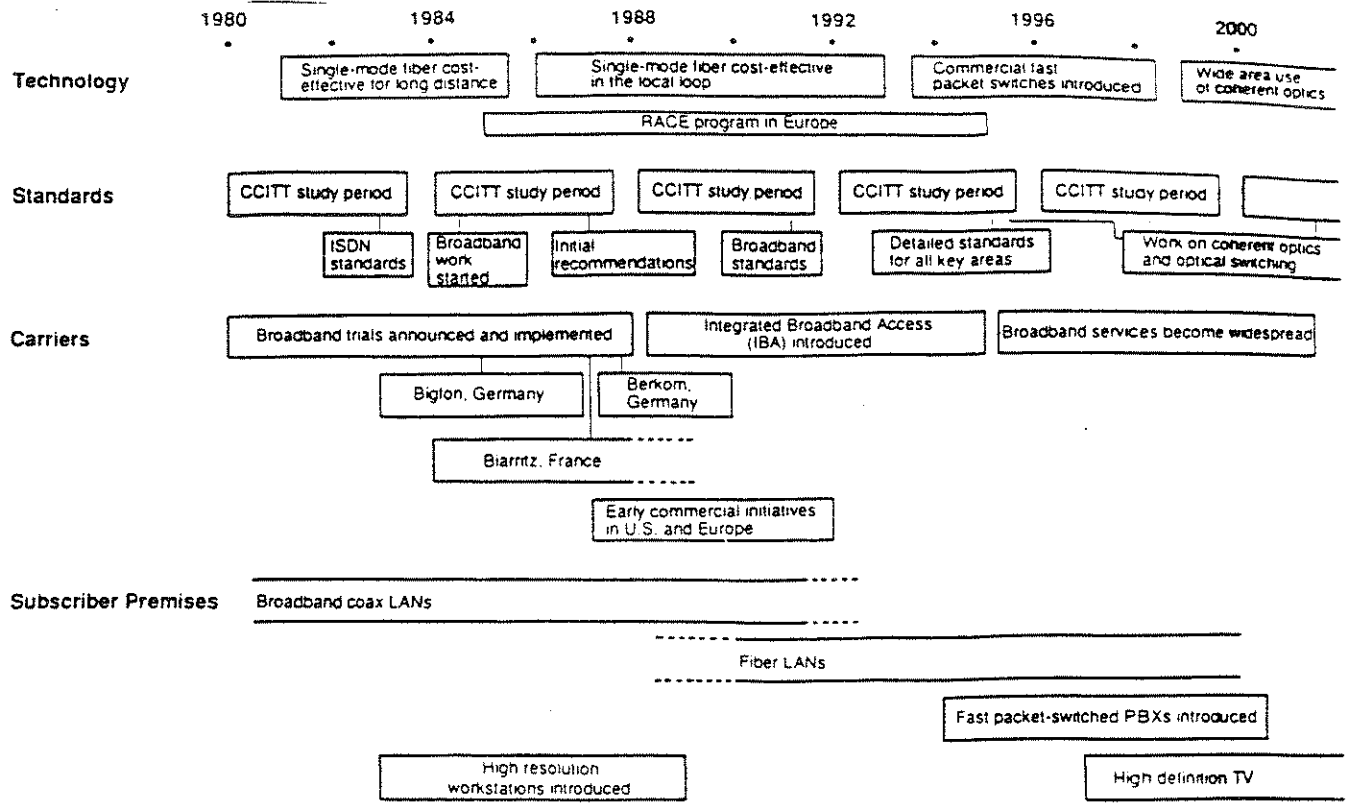 1980 1984 1988 1992 1996 2000
Technology
Single-mode fiber cost-
effective for long distance
Single-mode fiber cost-effective
in the local loop
Commercial fast
packet switches introduced
Wide area use
of coherent optics
RACE program in Europe
Standards
CCITT study period
CCITT study period
CCITT study period
CCITT study period
CCITT study period
ISDN
standards
Broadband
work
started
Initial
recommendations
Broadband
standards
Detailed standards
for all key areas
Work on coherent optics
and optical switching
Carriers
Broadband trials announced and implemented
Integrated Broadband Access
(IBA) introduced
Broadband services become widespread
Bigfon, Germany
Berkom,
Germany
Biarritz, France
Early commercial initiatives
in U.S. and Europe
Subscriber Premises
Broadband coax LANs
Fiber LANs
Fast packet-switched PBXs introduced
High resolution
workstations introduced
High definition TV